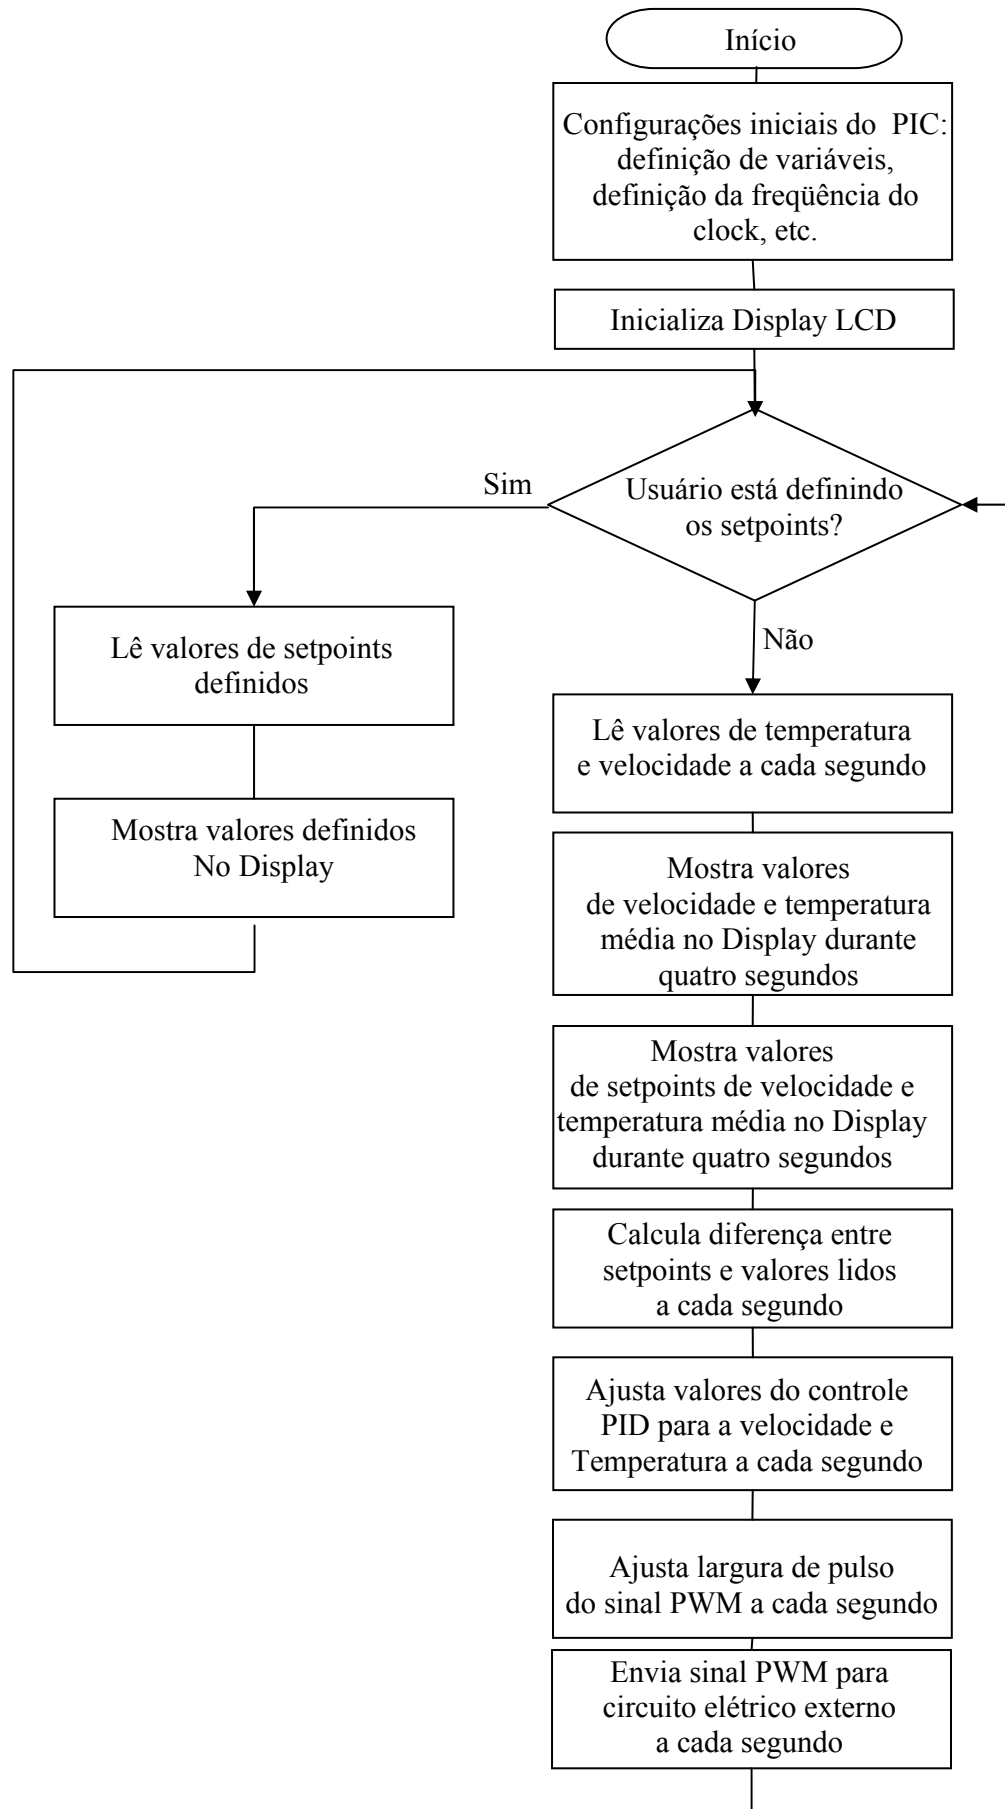 Início
Configurações iniciais do PIC:
definição de variáveis,
definição da freqüência do
clock, etc.
Inicializa Display LCD
Sim
Usuário está definindo
os setpoints?
Não
Lê valores de setpoints
definidos
Mostra valores definidos
No Display
Lê valores de temperatura
e velocidade a cada segundo
Mostra valores
de velocidade e temperatura
média no Display durante
quatro segundos
Mostra valores
de setpoints de velocidade e
temperatura média no Display
durante quatro segundos
Calcula diferença entre
setpoints e valores lidos
a cada segundo
Ajusta valores do controle
PID para a velocidade e
Temperatura a cada segundo
Ajusta largura de pulso
do sinal PWM a cada segundo
Envia sinal PWM para
circuito elétrico externo
a cada segundo